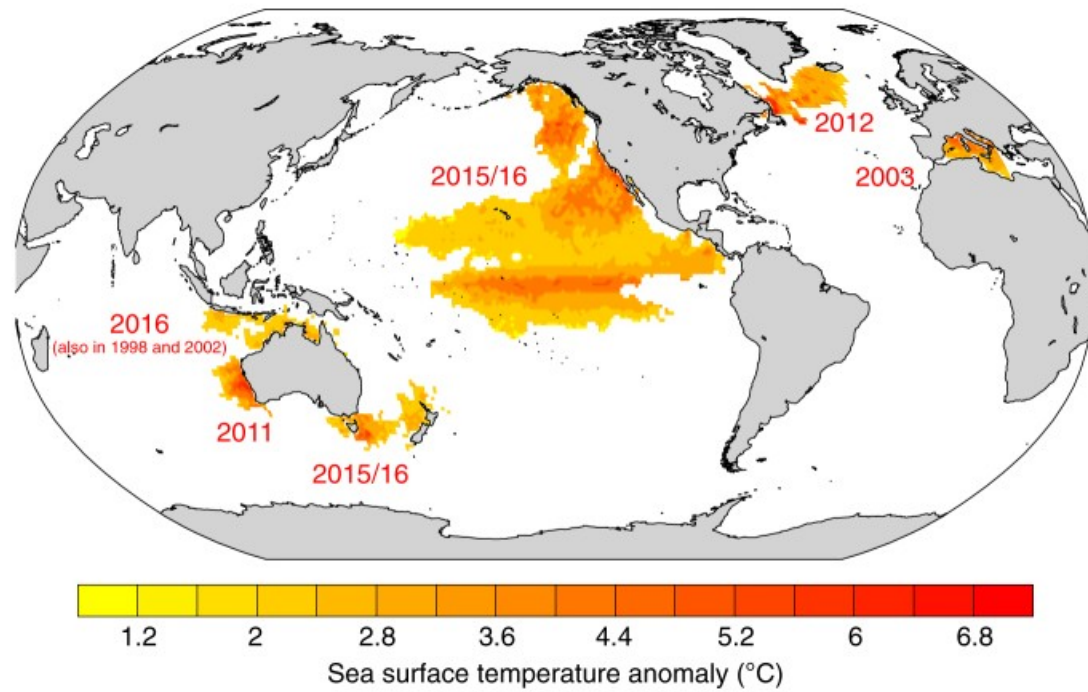 2012
2003
2015/16
2016
(also in 1998 and 2002)
2011
2015/16
1.2 2 2.8 3.6 4.4 5.2 6 6.8
Sea surface temperature anomaly (°C)